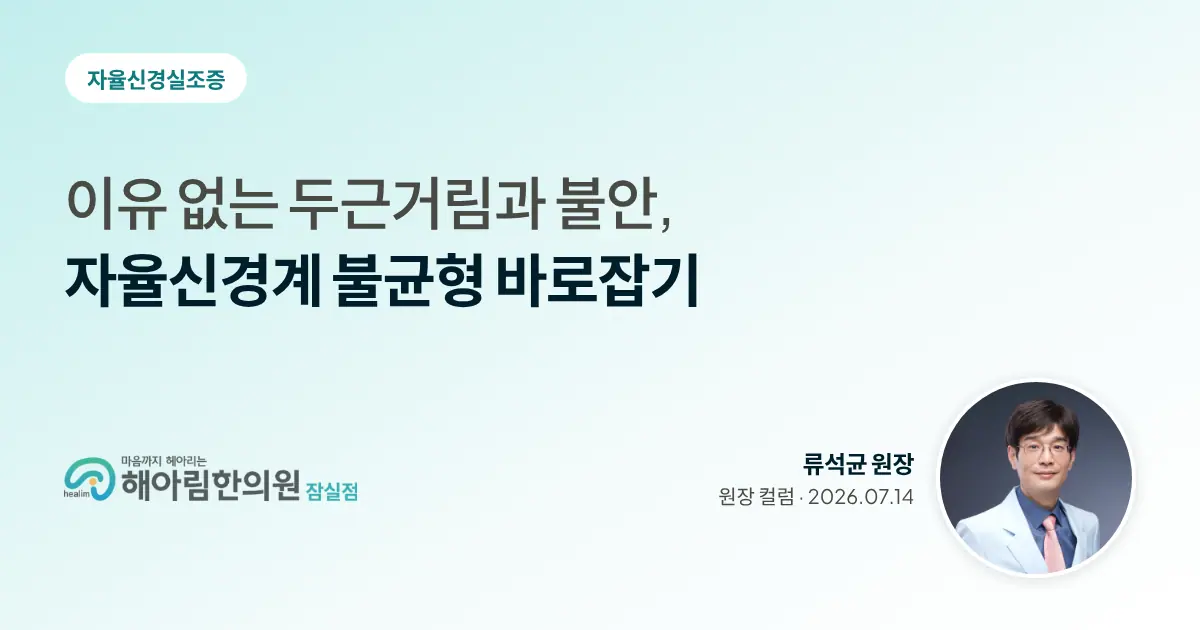 자율신경실조증
이유 없는 두근거림과 불안,
자율신경계 불균형 바로잡기
마음까지 헤아리는
healim
해아림한의원 잠실점
류석균 원장
원장 컬럼 · 2026.07.14